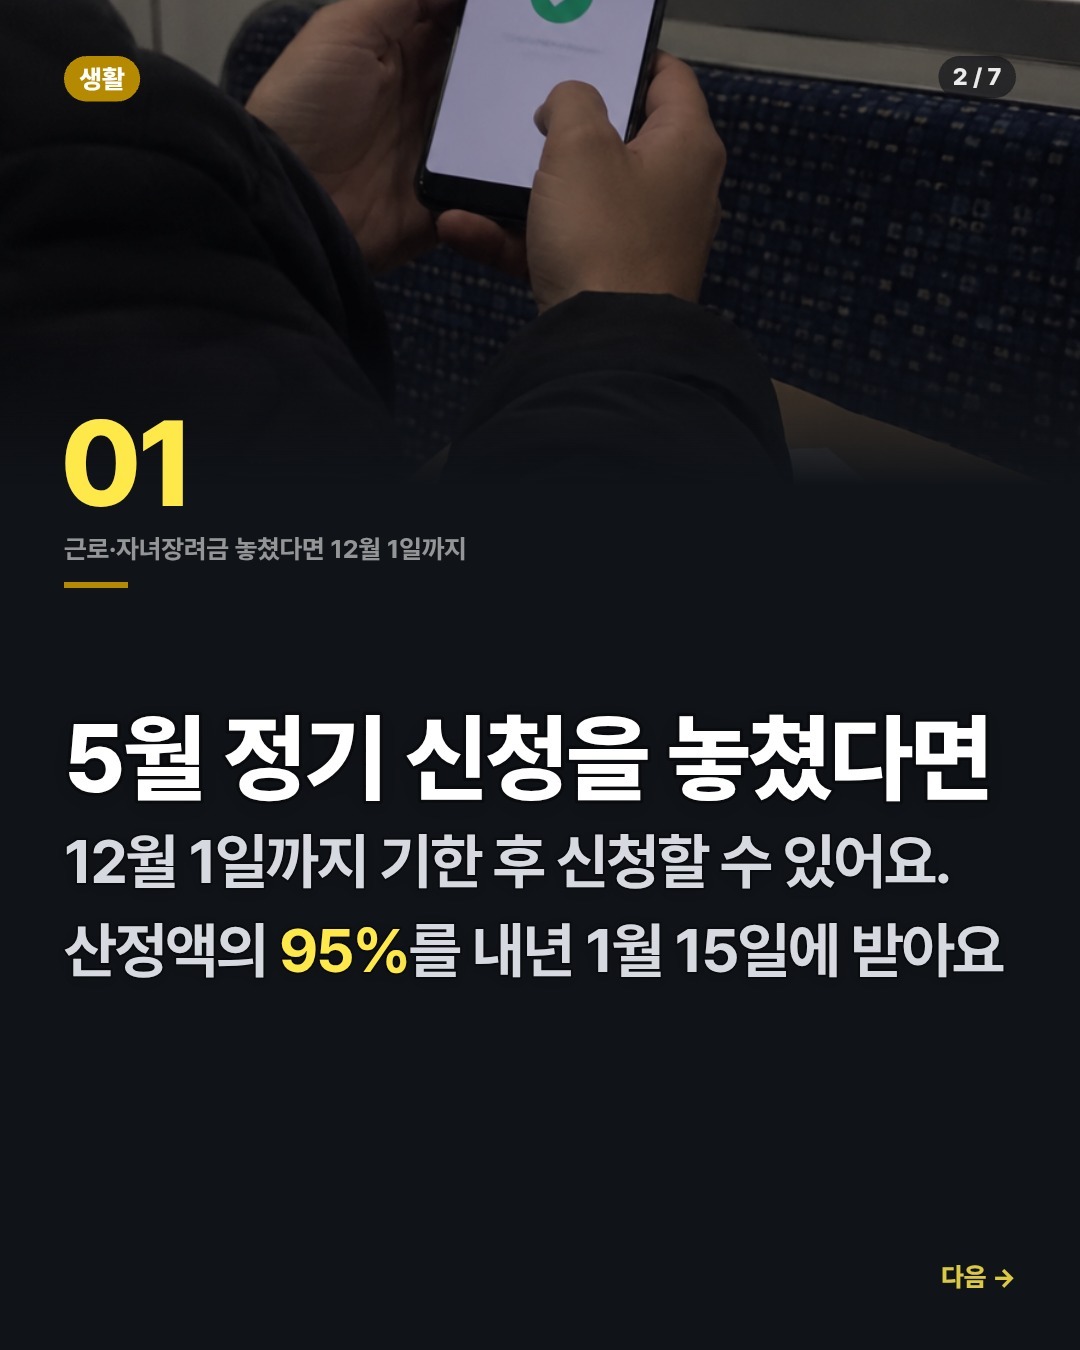 생활
2 / 7
01
근로·자녀장려금 놓쳤다면 12월 1일까지
5월 정기 신청을 놓쳤다면
12월 1일까지 기한 후 신청할 수 있어요.
산정액의 95%를 내년 1월 15일에 받아요
다음 →